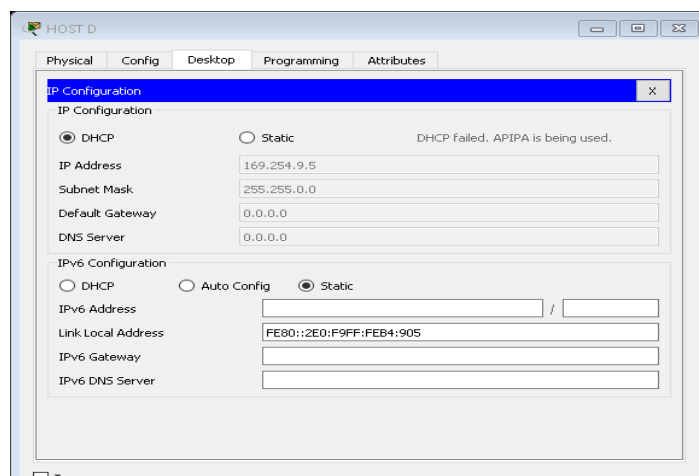 HOST D
Physical Config Desktop Programming Attributes
IP Configuration X
IP Configuration
DHCP Static DHCP failed. APIPA is being used.
IP Address 169.254.9.5
Subnet Mask 255.255.0.0
Default Gateway 0.0.0.0
DNS Server 0.0.0.0
IPv6 Configuration
DHCP Auto Config Static
IPv6 Address /
Link Local Address FE80::2E0:F9FF:FEB4:905
IPv6 Gateway
IPv6 DNS Server